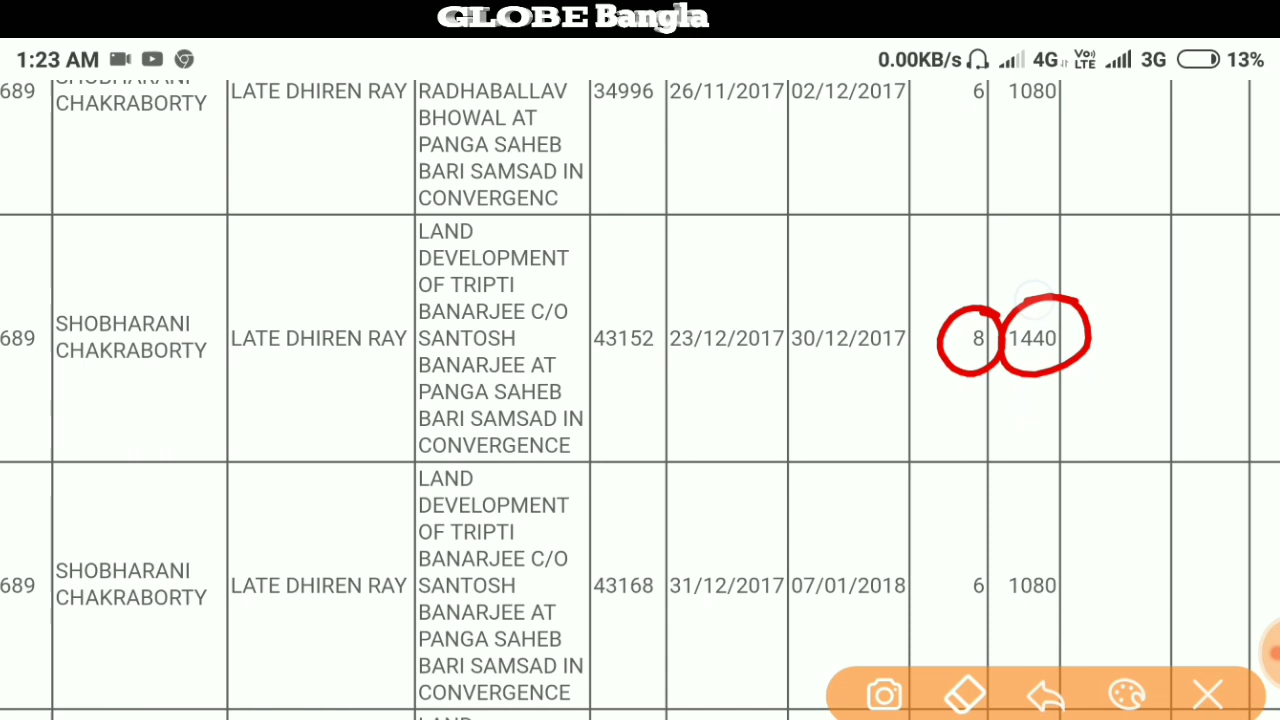 GLOBE Bangla
1:23 AM
0.00KB/s 4G VoLTE 3G 13%
689 SHOBHARANI CHAKRABORTY LATE DHIREN RAY
RADHABALLAV
BHOWAL AT
PANGA SAHEB
BARI SAMSAD IN
CONVERGENC
34996 26/11/2017 02/12/2017 6 1080
689
SHOBHARANI
CHAKRABORTY
LATE DHIREN RAY
LAND
DEVELOPMENT
OF TRIPTI
BANARJEE C/O
SANTOSH
BANARJEE AT
PANGA SAHEB
BARI SAMSAD IN
CONVERGENCE
43152 23/12/2017 30/12/2017 8 1440
689
SHOBHARANI
CHAKRABORTY
LATE DHIREN RAY
LAND
DEVELOPMENT
OF TRIPTI
BANARJEE C/O
SANTOSH
BANARJEE AT
PANGA SAHEB
BARI SAMSAD IN
CONVERGENCE
43168 31/12/2017 07/01/2018 6 1080
LAND